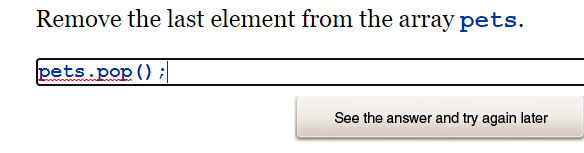 Remove the last element from the array pets.
pets.pop();
See the answer and try again later